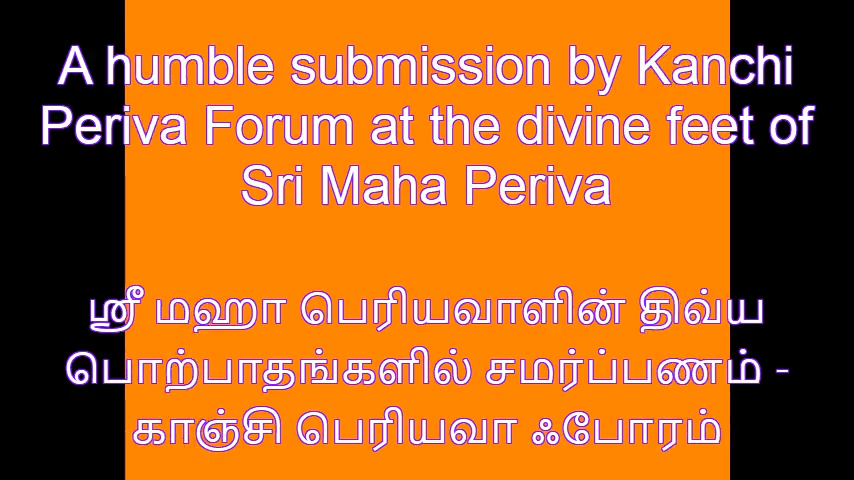 A humble submission by Kanchi
Periva Forum at the divine feet of
Sri Maha Periva
ஸ்ரீ மஹா பெரியவாளின் திவ்ய
பொற்பாதங்களில் சமர்ப்பணம் -
காஞ்சி பெரியவா ஃபோரம்